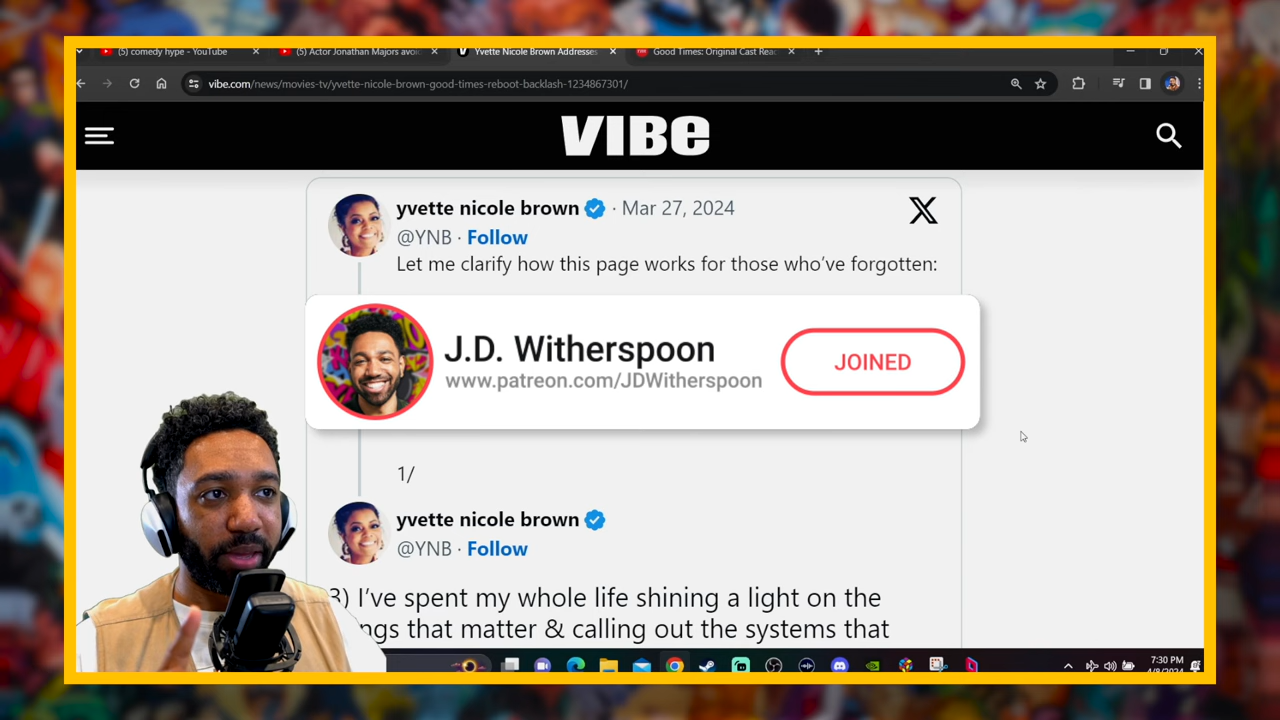 (5) comedy hype - YouTube
(5) Actor Jonathan Majors avoi
Yvette Nicole Brown Addresses
Good Times: Original Cast Rea
vibe.com/news/movies-tv/yvette-nicole-brown-good-times-reboot-backlash-1234867301/
VIBE
yvette nicole brown · Mar 27, 2024
@YNB · Follow
Let me clarify how this page works for those who've forgotten:
J.D. Witherspoon
www.patreon.com/JDWitherspoon
JOINED
1/
yvette nicole brown
@YNB · Follow
3) I've spent my whole life shining a light on the
ngs that matter & calling out the systems that
7:30 PM
4/8/2024